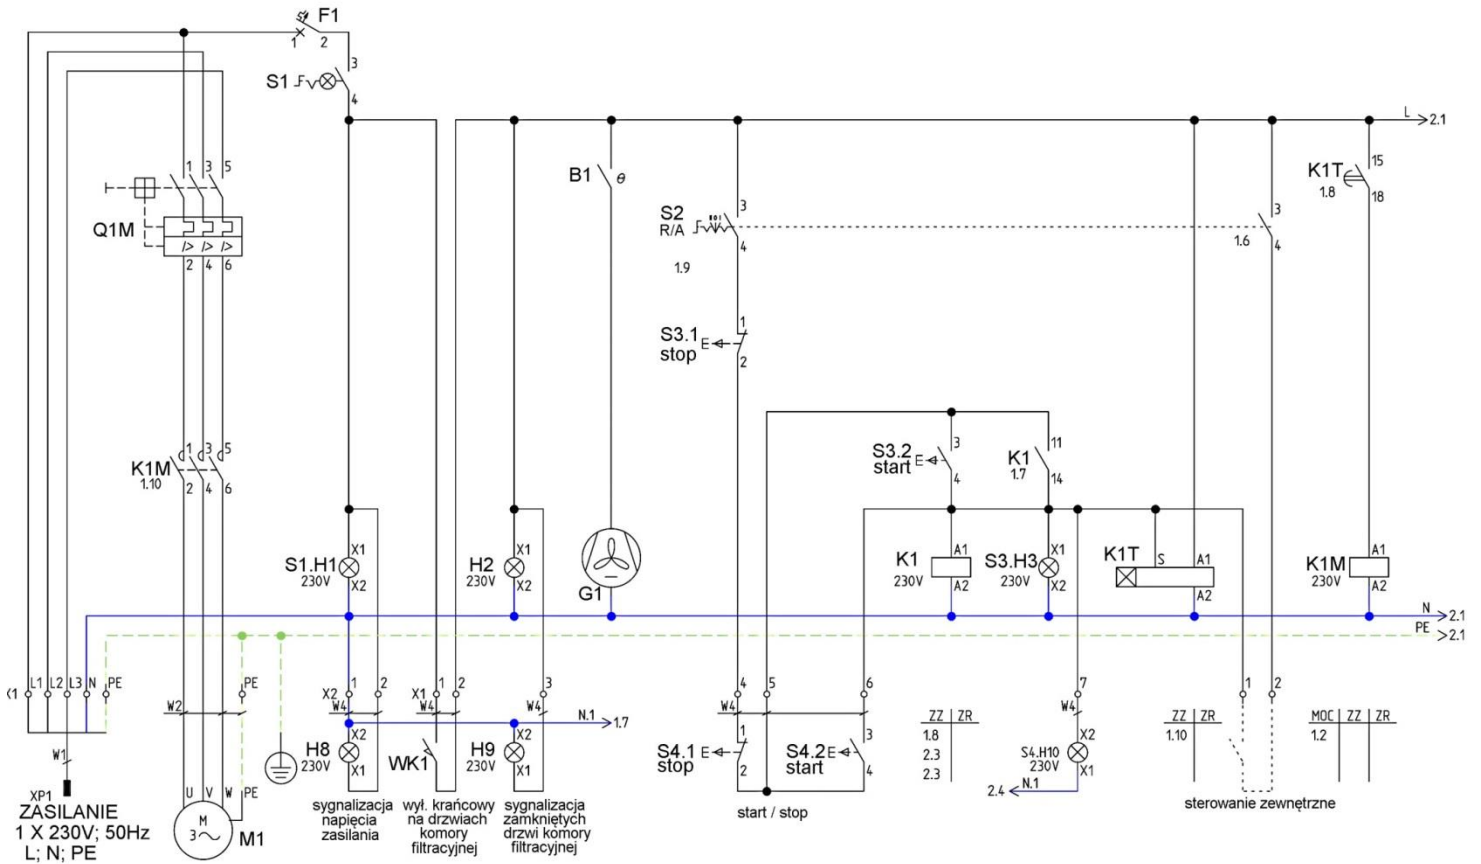 F1
1 2
3
S1
4
L
2.1
1 3 5
B1
θ
K1T
1.8
15
18
S2
R/A
R 0 1
3
4
1.9
3
1.6
4
Q1M
I> I> I>
2 4 6
S3.1
stop
E
1
2
K1M
1.10
1 3 5
2 4 6
S3.2
start
E
3
4
K1
1.7
11
14
S1.H1
230V
X1
X2
H2
230V
X1
X2
G1
K1
230V
A1
A2
S3.H3
230V
X1
X2
K1T
S
A1
A2
K1M
230V
A1
A2
N
2.1
PE
2.1
L1 L2 L3 N PE
PE
X2 1 2
X1 1 2
3
4 5 6
7
1 2
W2
W4
W4
W4
W4
W4
N.1
1.7
W1
H8
230V
X2
X1
WK1
H9
230V
X2
X1
S4.1
stop
E
1
2
S4.2
start
E
3
4
ZZ ZR
1.8
2.3
2.3
S4.H10
230V
X2
X1
2.4
N.1
ZZ ZR
1.10
MOC ZZ ZR
1.2
XP1
ZASILANIE
1 X 230V; 50Hz
L; N; PE
U V W PE
M
3
M1
sygnalizacja
napięcia
zasilania
wył. krańcowy
na drzwiach
komory
filtracyjnej
sygnalizacja
zamkniętych
drzwi komory
filtracyjnej
start / stop
sterowanie zewnętrzne